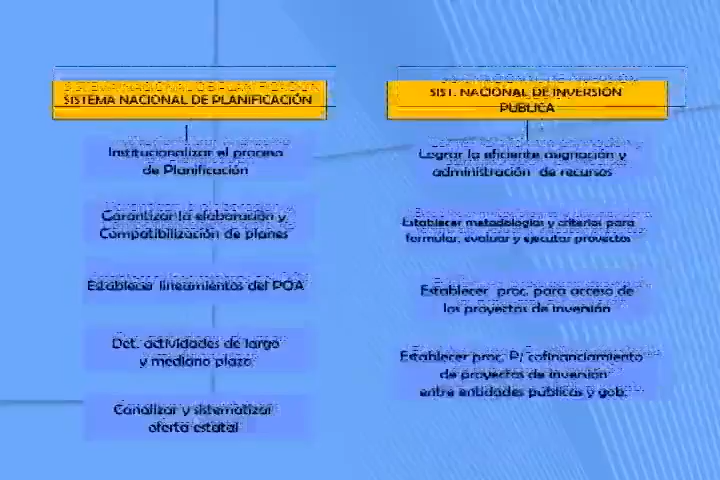 SISTEMA NACIONAL DE PLANIFICACIÓN
Institucionalizar el proceso
de Planificación
Garantizar la elaboración y
Compatibilización de planes
Establecer lineamientos del POA
Det. actividades de largo
y mediano plazo
Canalizar y sistematizar
oferta estatal
SIST. NACIONAL DE INVERSIÓN
PUBLICA
Lograr la eficiente asignación y
administración de recursos
Establecer metodologías y criterios para
formular, evaluar y ejecutar proyectos
Establecer proc. para acceso de
los proyectos de inversión
Establecer proc. P/ cofinanciamiento
de proyectos de inversión
entre entidades públicas y gob.